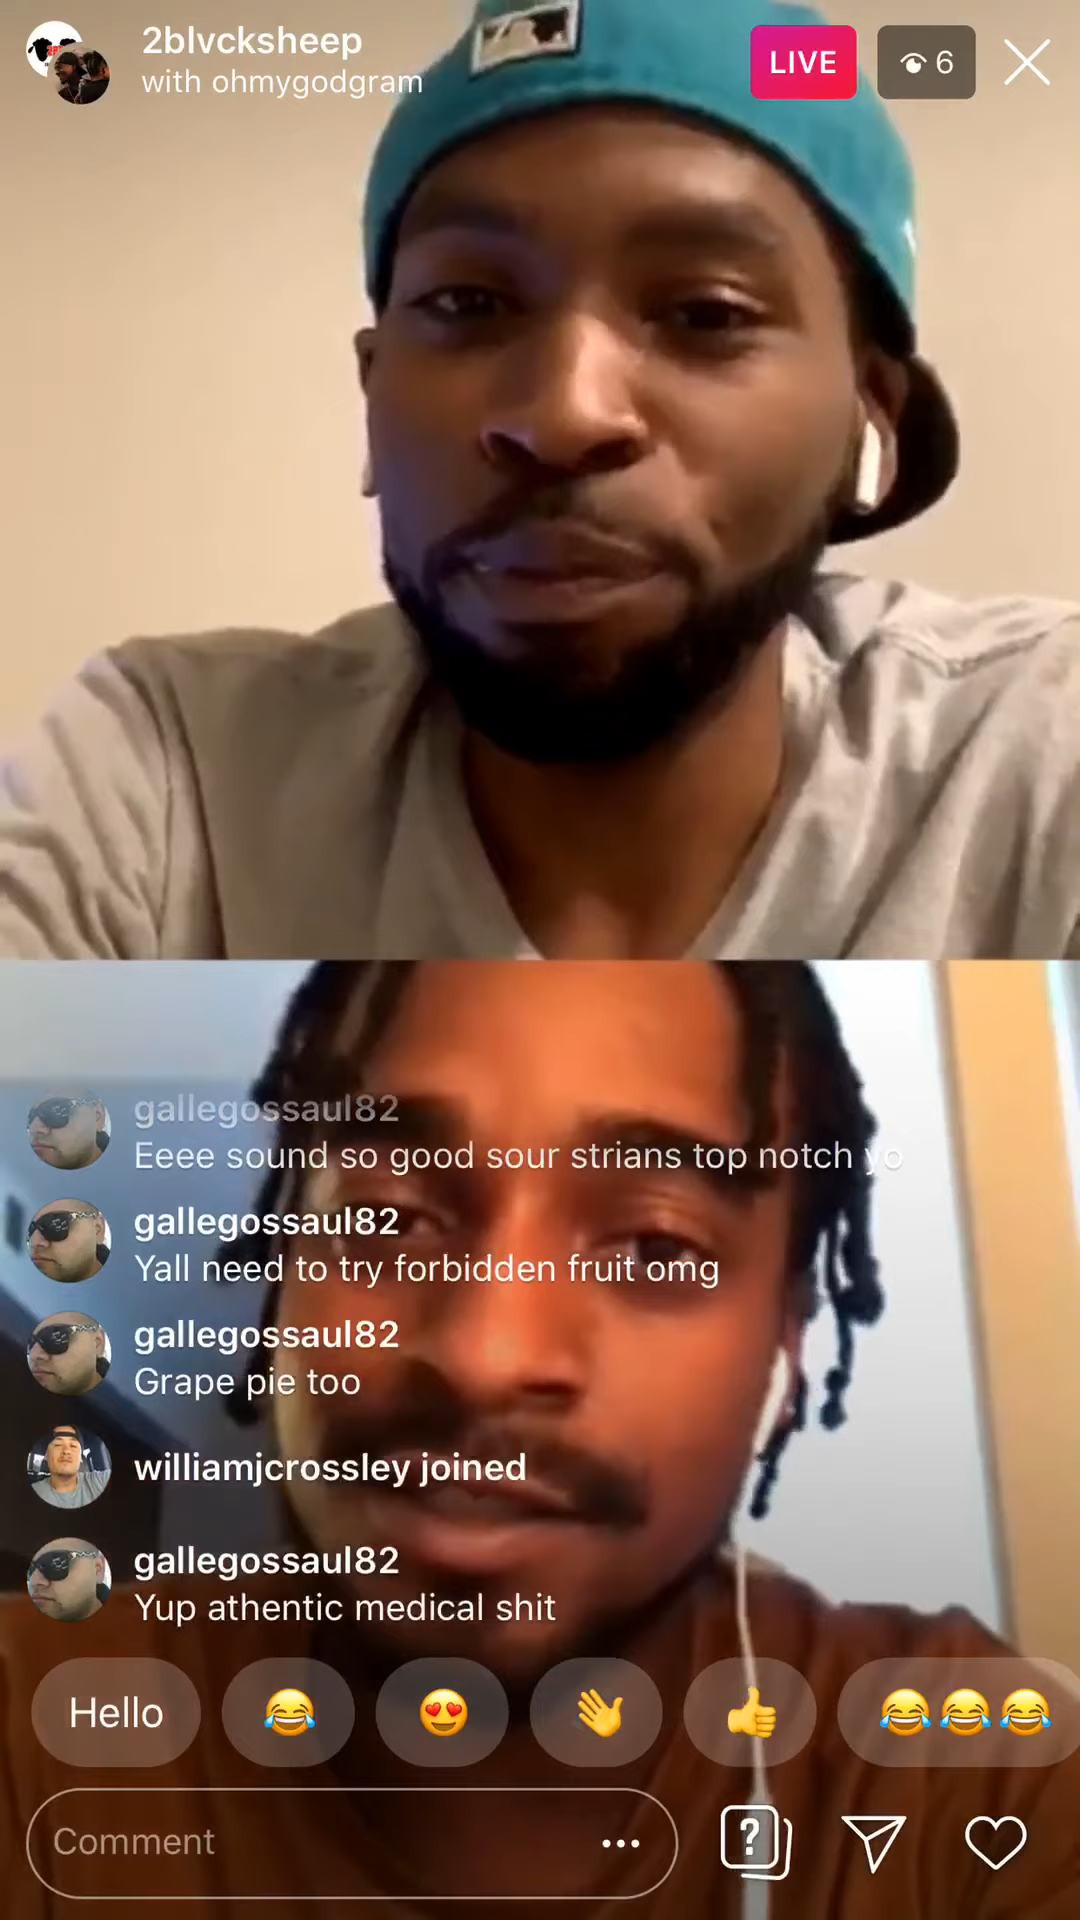 2blvcksheep
with ohmygodgram
LIVE
6
gallegossaul82
Eeee sound so good sour strians top notch yo
gallegossaul82
Yall need to try forbidden fruit omg
gallegossaul82
Grape pie too
williamjcrossley joined
gallegossaul82
Yup athentic medical shit
Hello
Comment
?